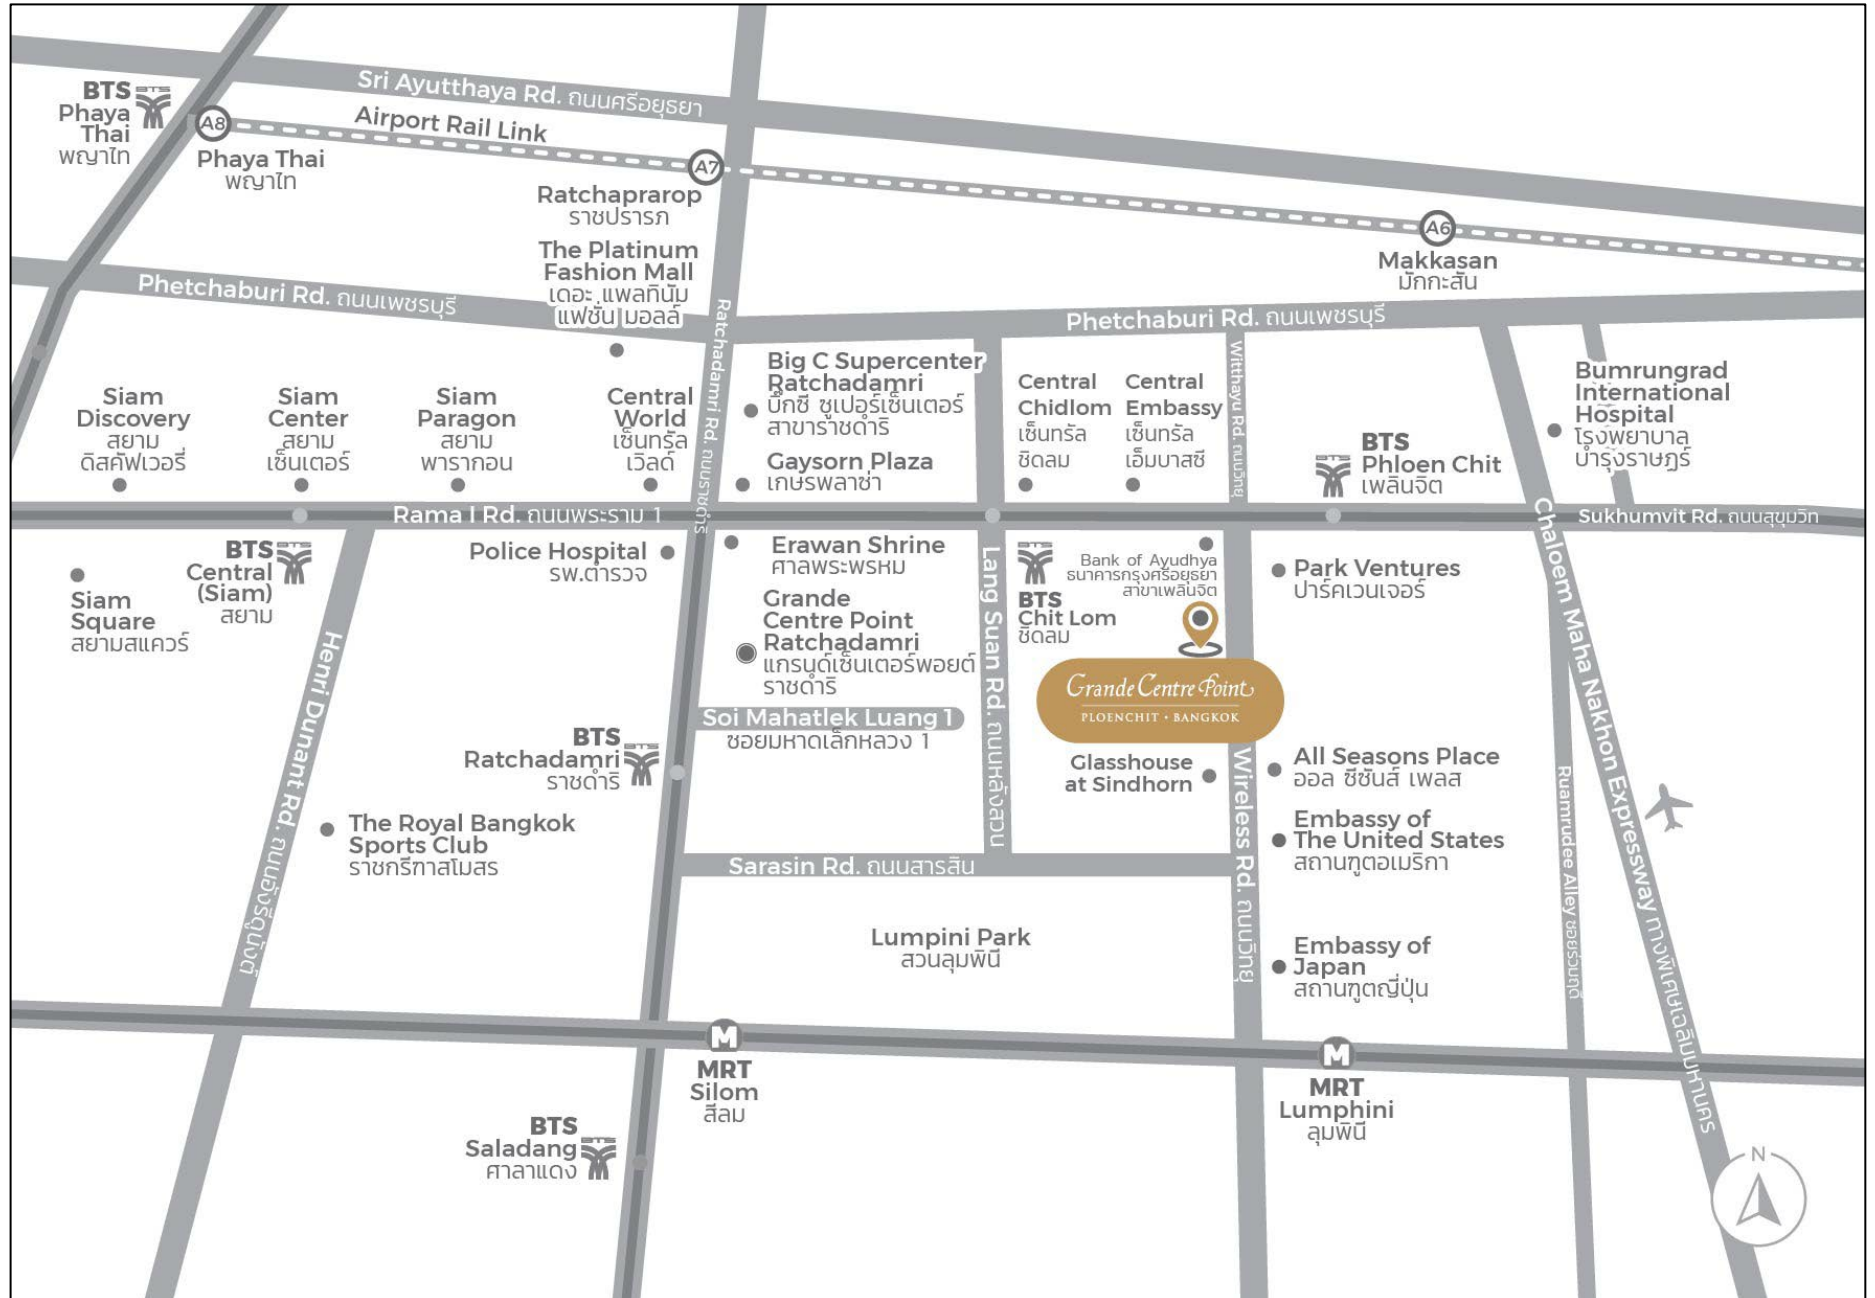 Sri Ayutthaya Rd. ถนนศรีอยุธยา
BTS
Phaya
Thai
พญาไท
BTS
A8
Airport Rail Link
Phaya Thai
พญาไท
A7
Ratchaprarop
ราชปรารภ
A6
Makkasan
มักกะสัน
The Platinum
Fashion Mall
เดอะ แพลทินัม
แฟชั่น มอลล์
Phetchaburi Rd. ถนนเพชรบุรี
Phetchaburi Rd. ถนนเพชรบุรี
Ratchadamri Rd. ถนนราชดำริ
Witthayu Rd. ถนนวิทยุ
Siam
Discovery
สยาม
ดิสคัฟเวอรี่
Siam
Center
สยาม
เซ็นเตอร์
Siam
Paragon
สยาม
พารากอน
Central
World
เซ็นทรัล
เวิลด์
Big C Supercenter
Ratchadamri
บิ๊กซี ซูเปอร์เซ็นเตอร์
สาขาราชดำริ
Gaysorn Plaza
เกษรพลาซ่า
Central
Chidlom
เซ็นทรัล
ชิดลม
Central
Embassy
เซ็นทรัล
เอ็มบาสซี
BTS
BTS
Phloen Chit
เพลินจิต
Bumrungrad
International
Hospital
โรงพยาบาล
บำรุงราษฎร์
Rama I Rd. ถนนพระราม 1
Sukhumvit Rd. ถนนสุขุมวิท
Siam
Square
สยามสแควร์
BTS
Central
(Siam)
สยาม
BTS
Police Hospital
รพ.ตำรวจ
Erawan Shrine
ศาลพระพรหม
Grande
Centre Point
Ratchadamri
แกรนด์เซ็นเตอร์พอยต์
ราชดำริ
Soi Mahatlek Luang 1
ซอยมหาดเล็กหลวง 1
Lang Suan Rd. ถนนหลังสวน
BTS
BTS
Chit Lom
ชิดลม
Bank of Ayudhya
ธนาคารกรุงศรีอยุธยา
สาขาเพลินจิต
Park Ventures
ปาร์คเวนเจอร์
Grande Centre Point
PLOENCHIT • BANGKOK
Glasshouse
at Sindhorn
Wireless Rd. ถนนวิทยุ
All Seasons Place
ออล ซีซันส์ เพลส
Embassy of
The United States
สถานฑูตอเมริกา
Embassy of
Japan
สถานฑูตญี่ปุ่น
Ruamrudee Alley ซอยร่วมฤดี
Chaloem Maha Nakhon Expressway ทางพิเศษเฉลิมมหานคร
Henri Dunant Rd. ถนนอังรีดูนังต์
BTS
Ratchadamri
ราชดำริ
BTS
The Royal Bangkok
Sports Club
ราชกรีฑาสโมสร
Sarasin Rd. ถนนสารสิน
Lumpini Park
สวนลุมพินี
M
MRT
Silom
สีลม
M
MRT
Lumphini
ลุมพินี
BTS
Saladang
ศาลาแดง
BTS
N